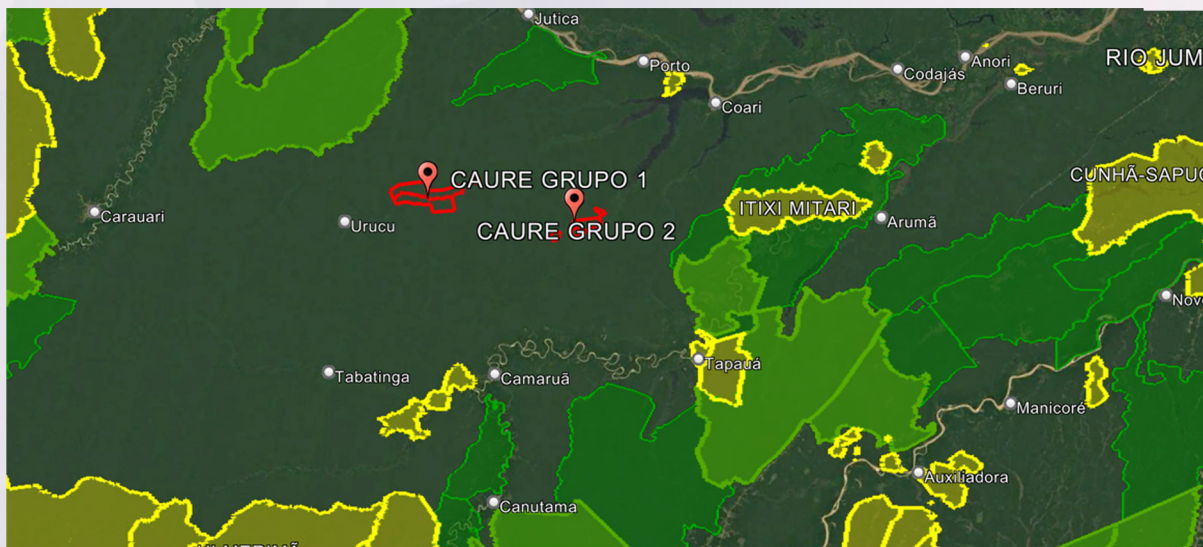 Jutica
Porto
Anori
RIO JUM
Codajás
Beruri
Coari
CAURE GRUPO 1
CUNHÃ-SAPUC
Carauari
ITIXI MITARI
Urucu
Arumã
CAURE GRUPO 2
Novo
Tapauá
Tabatinga
Camaruã
Manicoré
Auxiliadora
Canutama